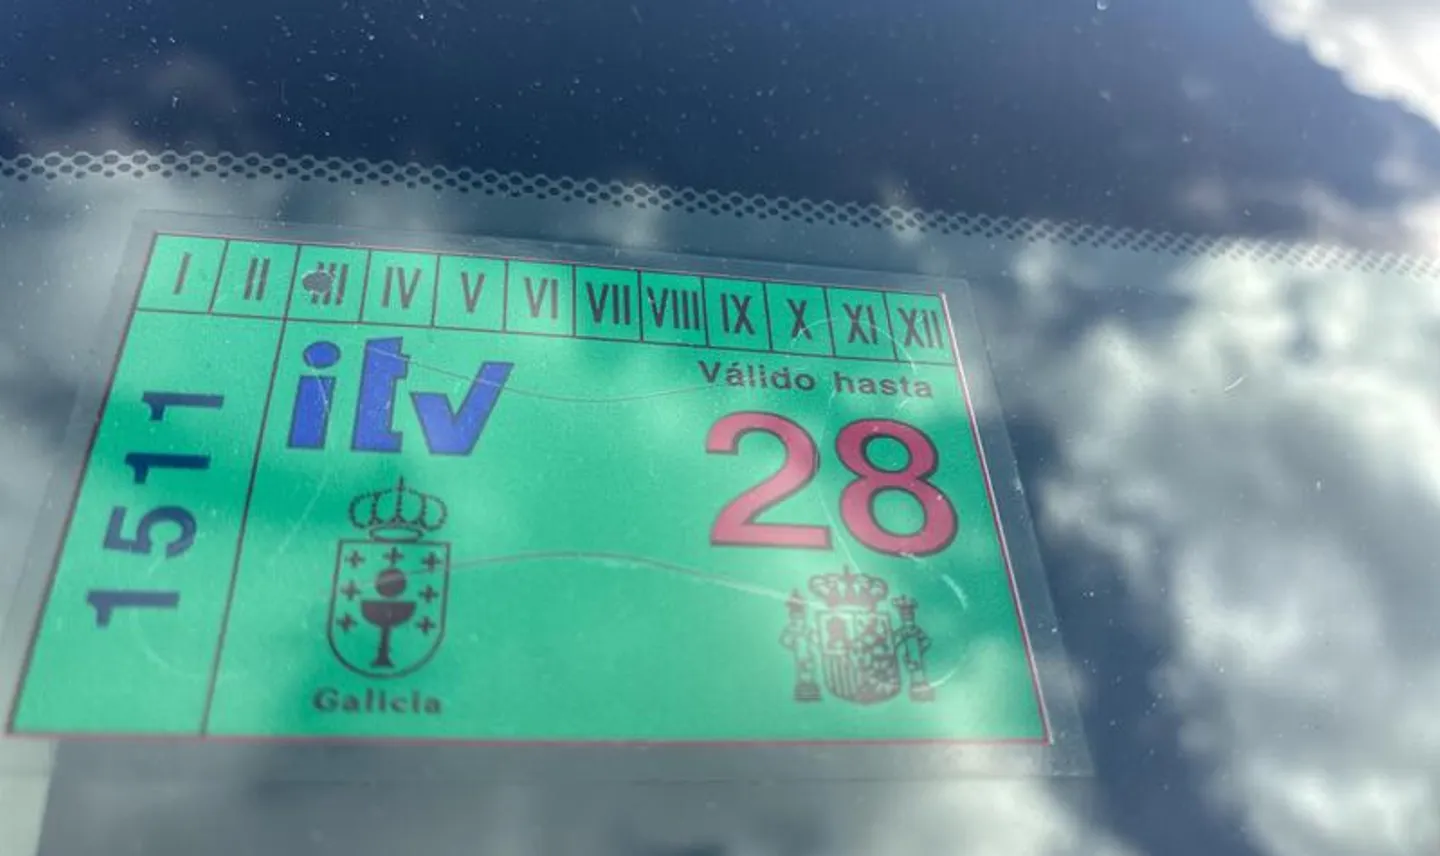 I II III IV V VI VII VIII IX X XI XII
1511
itv
Válido hasta
28
Galicia